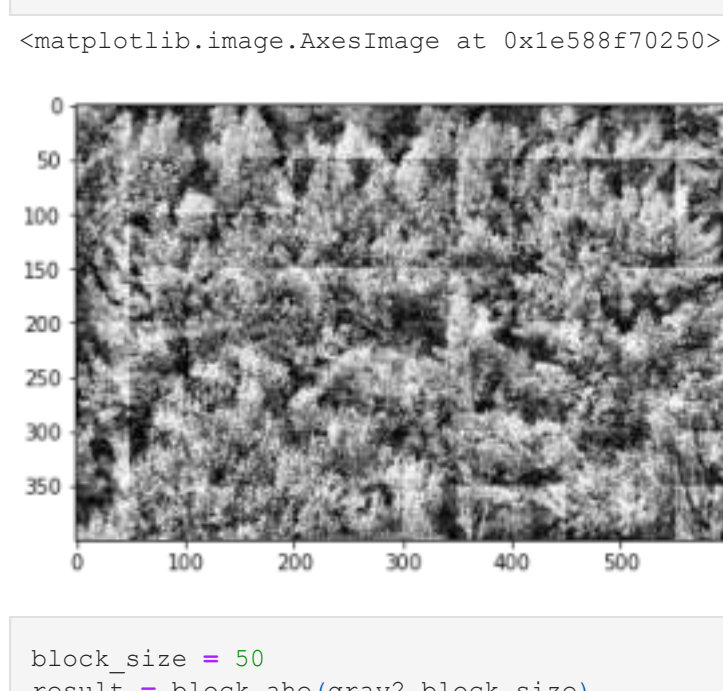 <matplotlib.image.AxesImage at 0x1e588f70250>
0
50
100
150
200
250
300
350
0 100 200 300 400 500
block_size = 50
result = block_ahe(gray2,block_size)